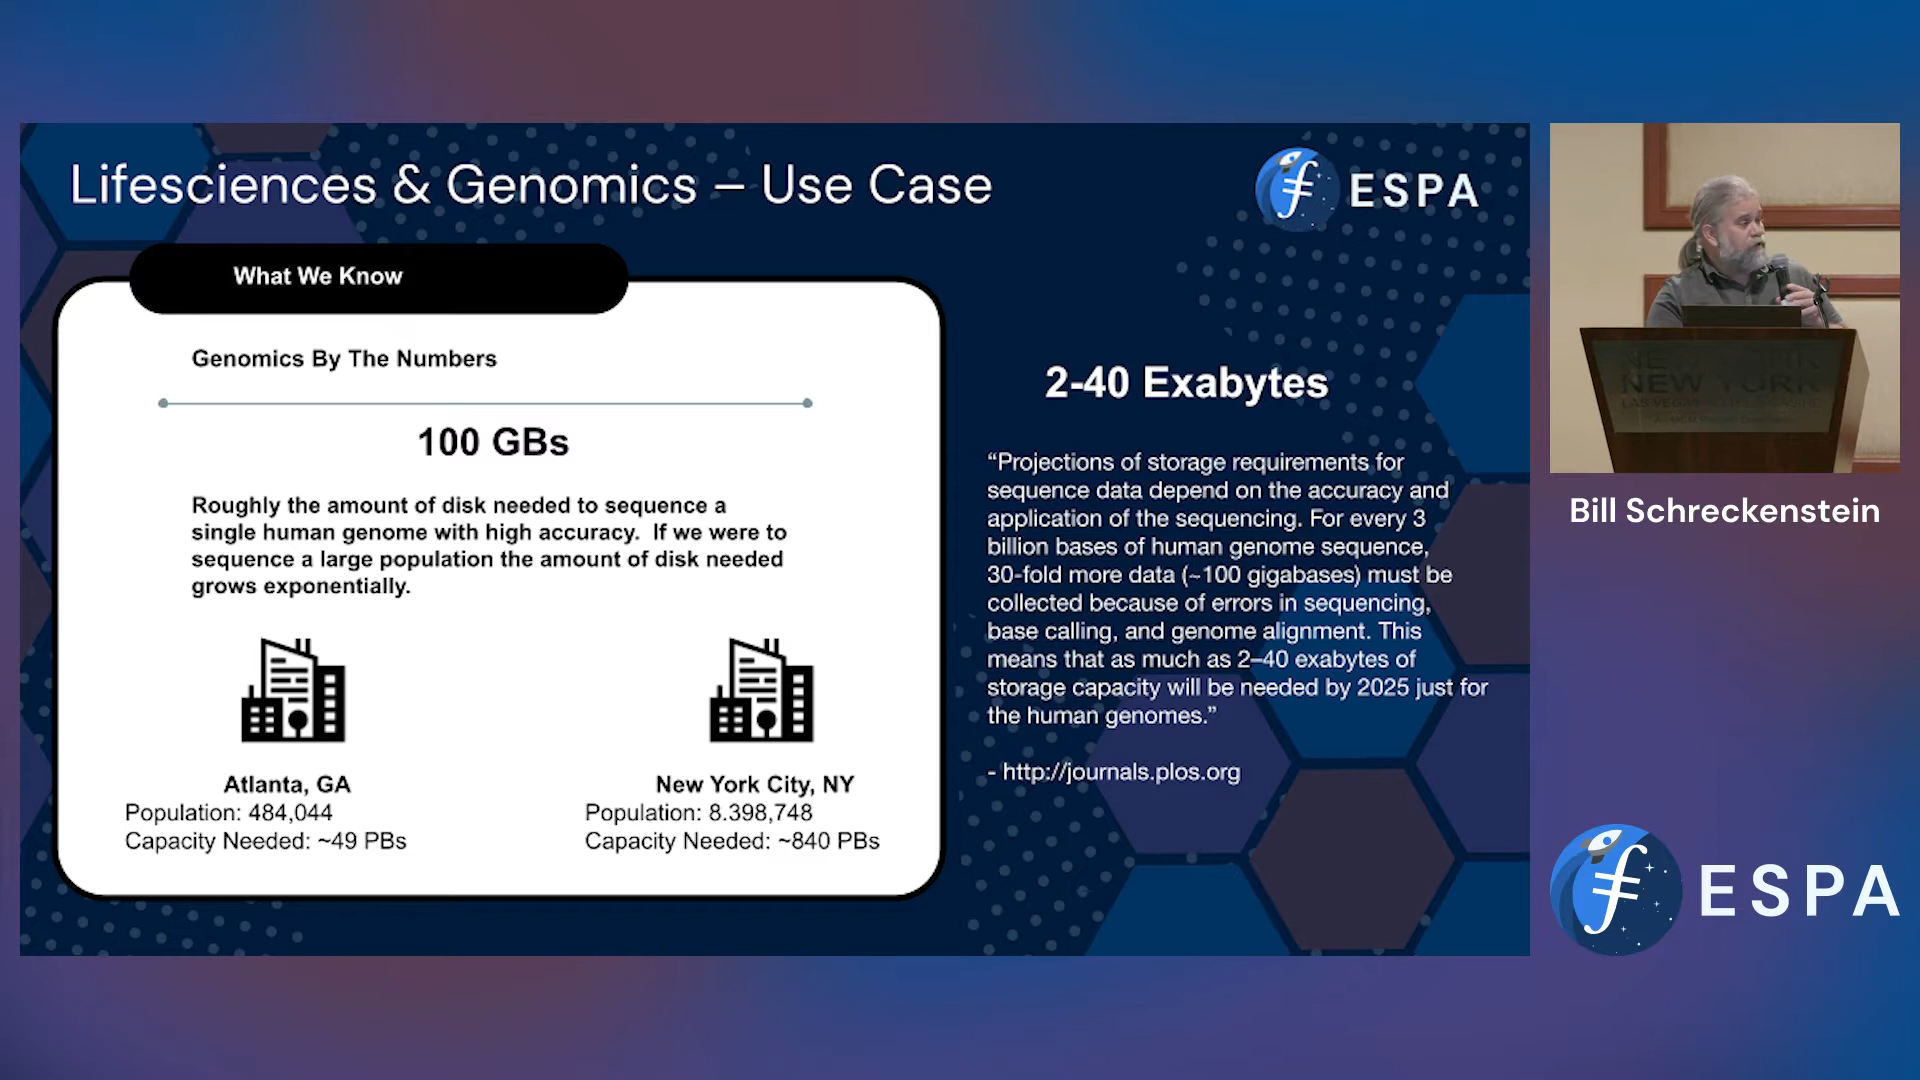 Lifesciences & Genomics – Use Case
ESPA
What We Know
Genomics By The Numbers
100 GBs
Roughly the amount of disk needed to sequence a
single human genome with high accuracy.  If we were to
sequence a large population the amount of disk needed
grows exponentially.
Atlanta, GA
Population: 484,044
Capacity Needed: ~49 PBs
New York City, NY
Population: 8.398,748
Capacity Needed: ~840 PBs
2-40 Exabytes
“Projections of storage requirements for
sequence data depend on the accuracy and
application of the sequencing. For every 3
billion bases of human genome sequence,
30-fold more data (~100 gigabases) must be
collected because of errors in sequencing,
base calling, and genome alignment. This
means that as much as 2–40 exabytes of
storage capacity will be needed by 2025 just for
the human genomes.”
- http://journals.plos.org
NEW YORK
NEW YORK
Bill Schreckenstein
ESPA